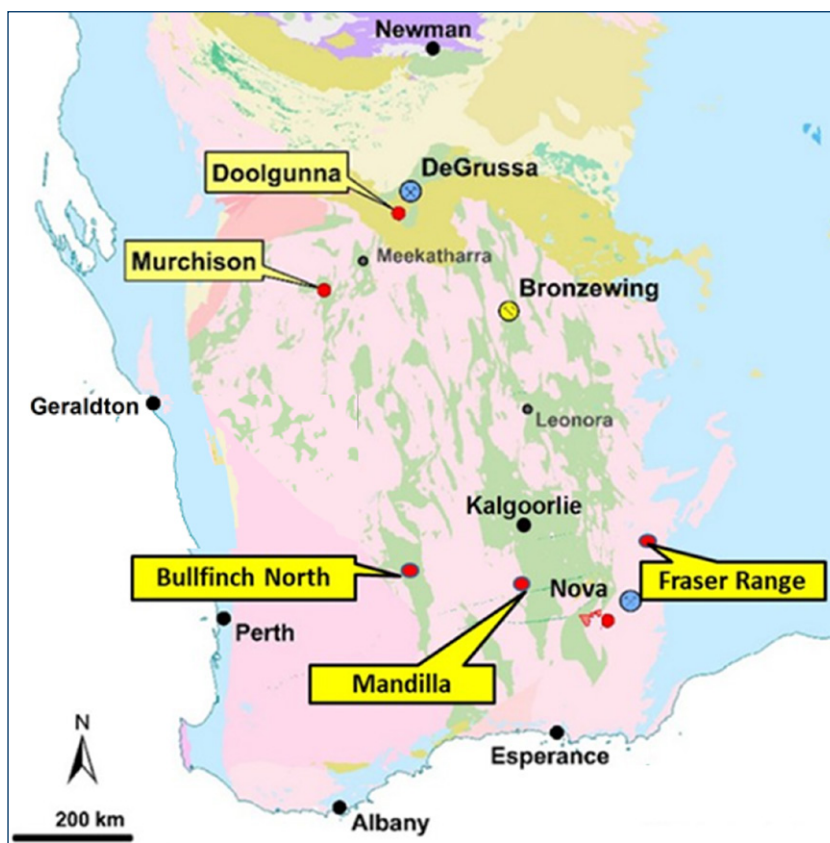 Newman
Doolgunna
DeGrussa
Meekatharra
Murchison
Bronzewing
Geraldton
Leonora
Kalgoorlie
Bullfinch North
Nova
Fraser Range
Perth
Mandilla
N
Esperance
200 km
Albany